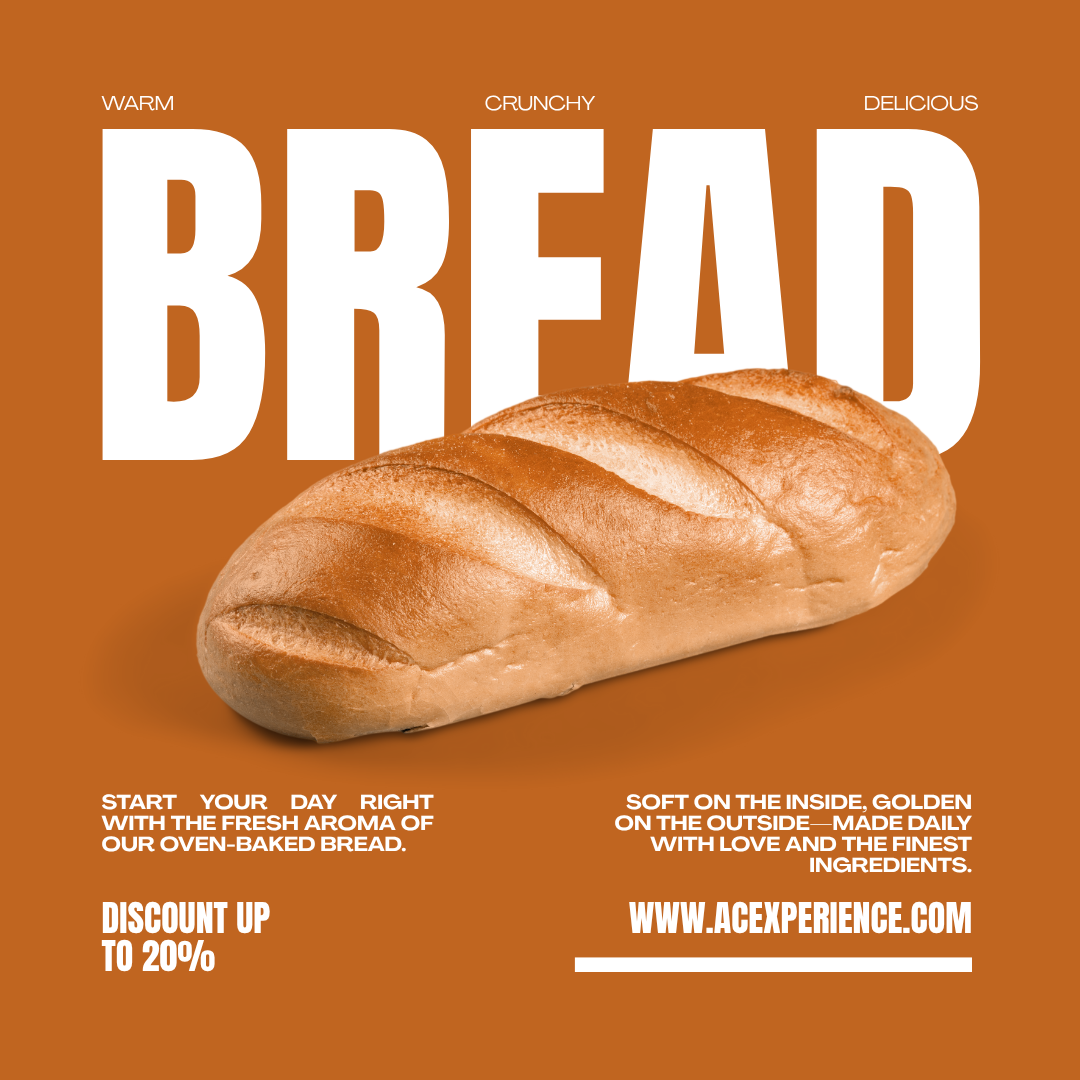 WARM
CRUNCHY
DELICIOUS
BREAD
START YOUR DAY RIGHT
WITH THE FRESH AROMA OF
OUR OVEN-BAKED BREAD.
SOFT ON THE INSIDE, GOLDEN
ON THE OUTSIDE—MADE DAILY
WITH LOVE AND THE FINEST
INGREDIENTS.
DISCOUNT UP
TO 20%
WWW.ACEXPERIENCE.COM